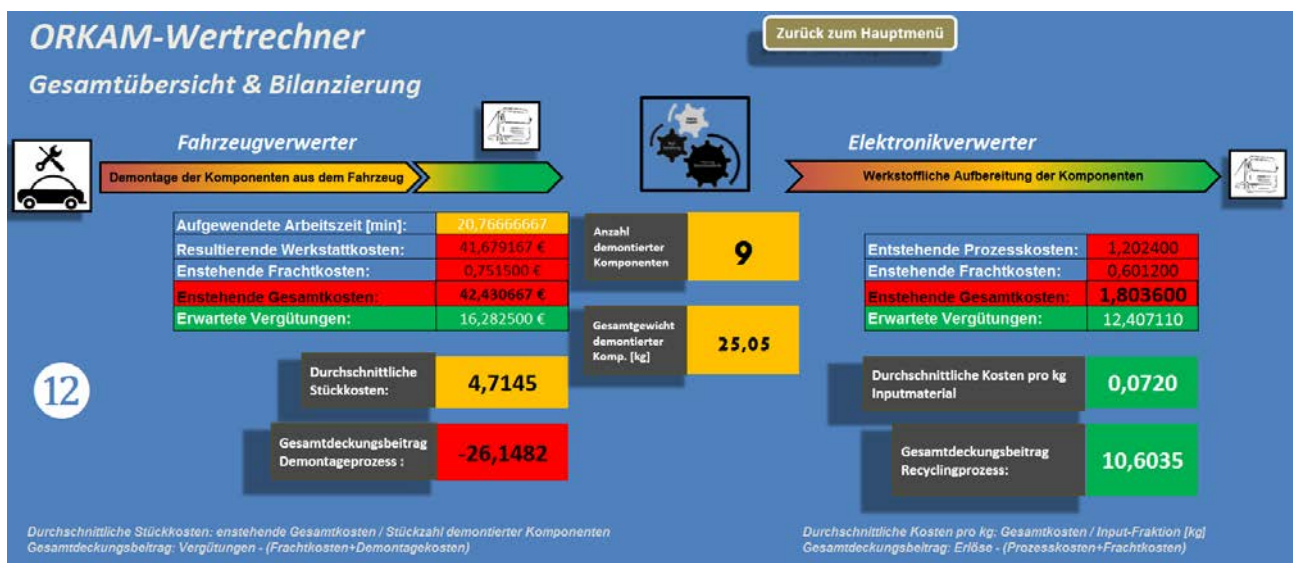 ORKAM-Wertrechner
Zurück zum Hauptmenü
Gesamtübersicht & Bilanzierung
Fahrzeugverwerter
Demontage der Komponenten aus dem Fahrzeug
Aufgewendete Arbeitszeit [min]: 20,76666667
Resultierende Werkstattkosten: 41,679167 €
Enstehende Frachtkosten: 0,751500 €
Enstehende Gesamtkosten: 42,430667 €
Erwartete Vergütungen: 16,282500 €
Anzahl
demontierter
Komponenten
9
Gesamtgewicht
demontierter
Komp. [kg]
25,05
Elektronikverwerter
Werkstoffliche Aufbereitung der Komponenten
Entstehende Prozesskosten: 1,202400
Enstehende Frachtkosten: 0,601200
Enstehende Gesamtkosten: 1,803600
Erwartete Vergütungen: 12,407110
12
Durchschnittliche
Stückkosten:
4,7145
Gesamtdeckungsbeitrag
Demontageprozess :
-26,1482
Durchschnittliche Kosten pro kg
Inputmaterial
0,0720
Gesamtdeckungsbeitrag
Recyclingprozess:
10,6035
Durchschnittliche Stückkosten: enstehende Gesamtkosten / Stückzahl demontierter Komponenten
Gesamtdeckungsbeitrag: Vergütungen - (Frachtkosten+Demontagekosten)
Durchschnittliche Kosten pro kg: Gesamtkosten / Input-Fraktion [kg]
Gesamtdeckungsbeitrag: Erlöse - (Prozesskosten+Frachtkosten)